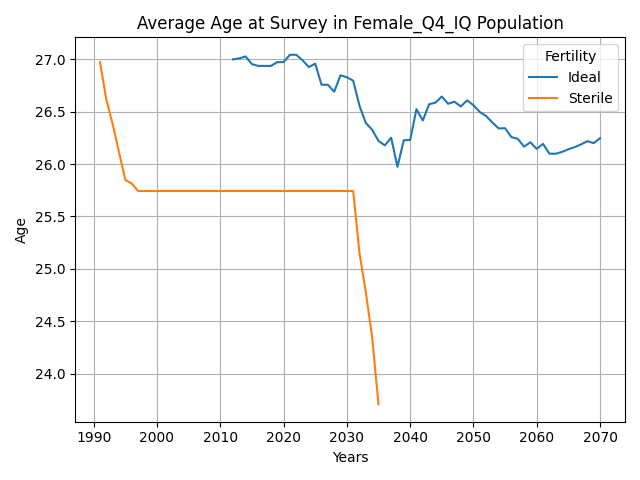 Average Age at Survey in Female_Q4_IQ Population
Fertility
Ideal
Sterile
27.0
26.5
26.0
25.5
25.0
24.5
24.0
Age
1990 2000 2010 2020 2030 2040 2050 2060 2070
Years